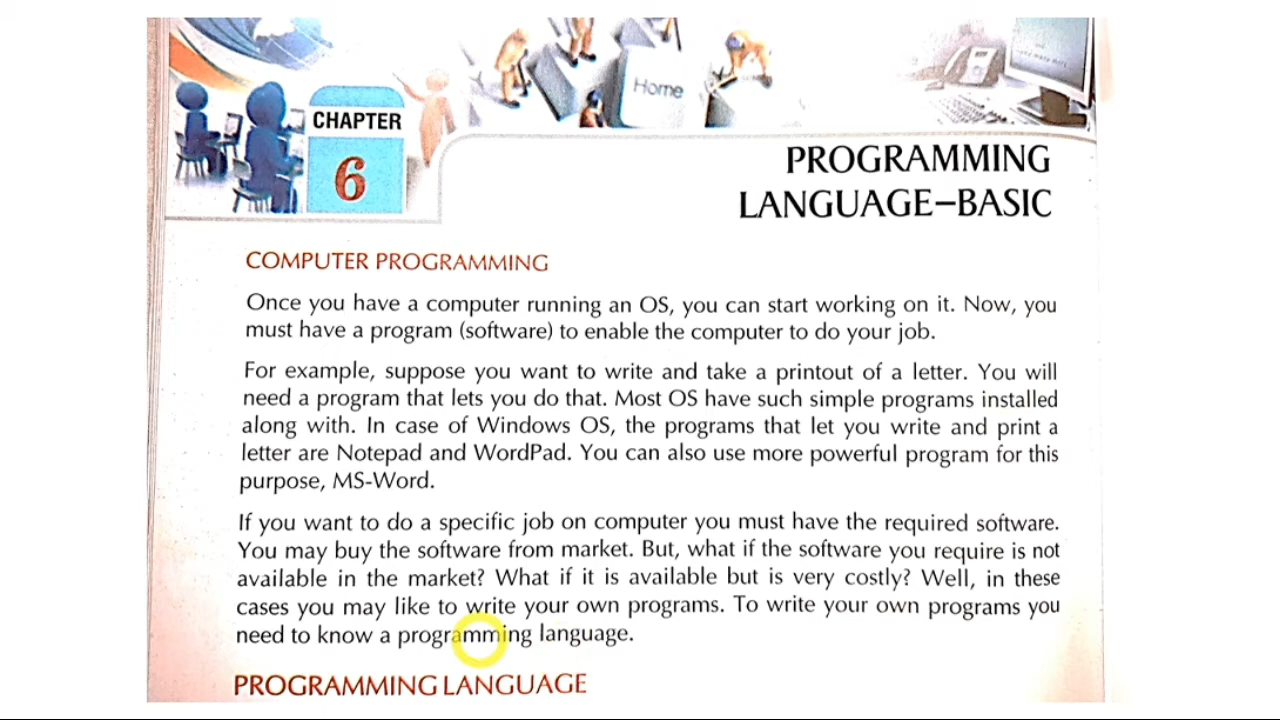 Home
CHAPTER
6
PROGRAMMING
LANGUAGE–BASIC
COMPUTER PROGRAMMING
Once you have a computer running an OS, you can start working on it. Now, you
must have a program (software) to enable the computer to do your job.
For example, suppose you want to write and take a printout of a letter. You will
need a program that lets you do that. Most OS have such simple programs installed
along with. In case of Windows OS, the programs that let you write and print a
letter are Notepad and WordPad. You can also use more powerful program for this
purpose, MS-Word.
If you want to do a specific job on computer you must have the required software.
You may buy the software from market. But, what if the software you require is not
available in the market? What if it is available but is very costly? Well, in these
cases you may like to write your own programs. To write your own programs you
need to know a programming language.
PROGRAMMING LANGUAGE